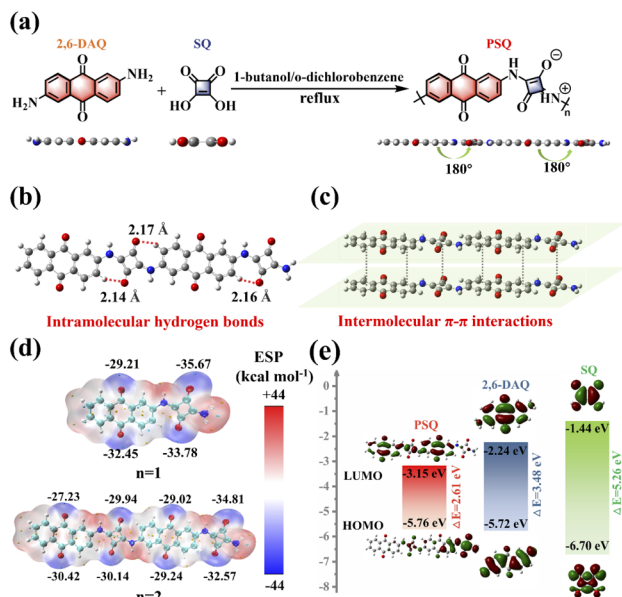 (a)
2,6-DAQ
SQ
PSQ
O
NH2
H2N
O
+
O O
HO OH
1-butanol/o-dichlorobenzene
reflux
O
H
N
O
⊖
O
O
HN
⊕
n
180°
180°
(b)
2.17 Å
2.14 Å
2.16 Å
Intramolecular hydrogen bonds
(c)
Intermolecular π-π interactions
(d)
-29.21 -35.67
-32.45 -33.78
n=1
-27.23 -29.94 -29.02 -34.81
-30.42 -30.14 -29.24 -32.57
n=2
ESP
(kcal mol-1)
+44
-44
(e)
0
-1
-2
-3
-4
-5
-6
-7
-8
LUMO
HOMO
PSQ
-3.15 eV
-5.76 eV
△E=2.61 eV
2,6-DAQ
-2.24 eV
-5.72 eV
△E=3.48 eV
SQ
-1.44 eV
-6.70 eV
△E=5.26 eV